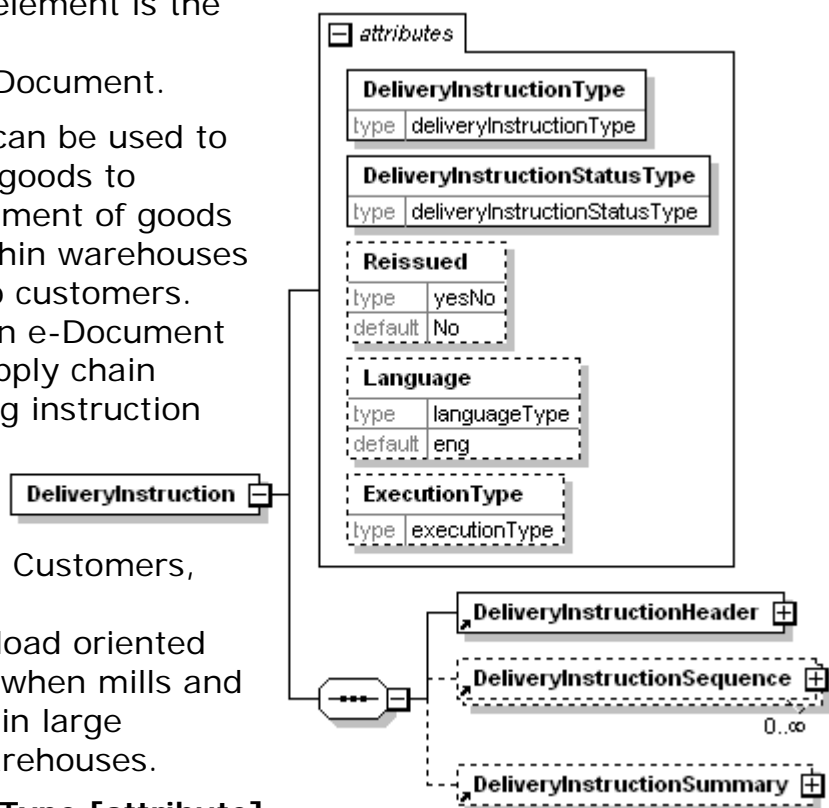 element is the
Document.
can be used to
goods to
ment of goods
hin warehouses
o customers.
n e-Document
pply chain
g instruction
Customers,
load oriented
when mills and
in large
rehouses.
Type [attribute]
attributes
DeliveryInstructionType
type deliveryInstructionType
DeliveryInstructionStatusType
type deliveryInstructionStatusType
Reissued
type yesNo
default No
Language
type languageType
default eng
ExecutionType
type executionType
DeliveryInstruction
DeliveryInstructionHeader
DeliveryInstructionSequence
0..∞
DeliveryInstructionSummary